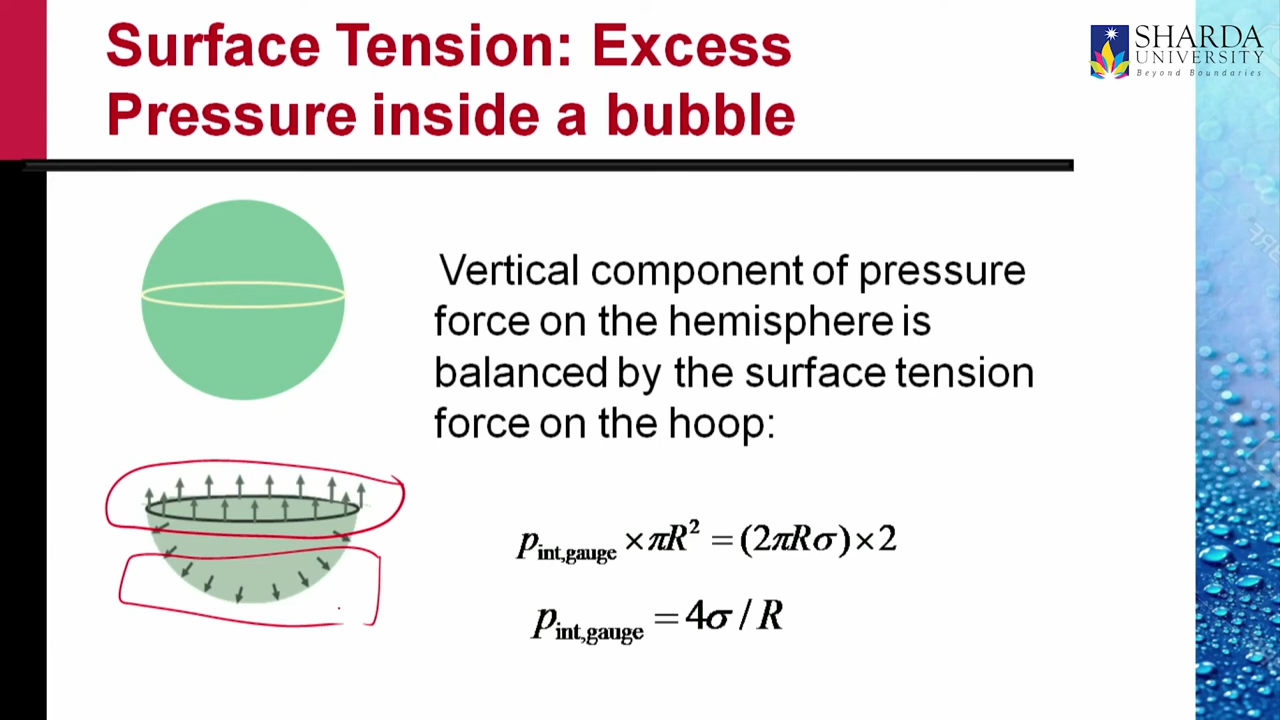 Surface Tension: Excess
Pressure inside a bubble
SHARDA
UNIVERSITY
Beyond Boundaries
Vertical component of pressure
force on the hemisphere is
balanced by the surface tension
force on the hoop:
p_int,gauge × πR² = (2πRσ) × 2
p_int,gauge = 4σ / R